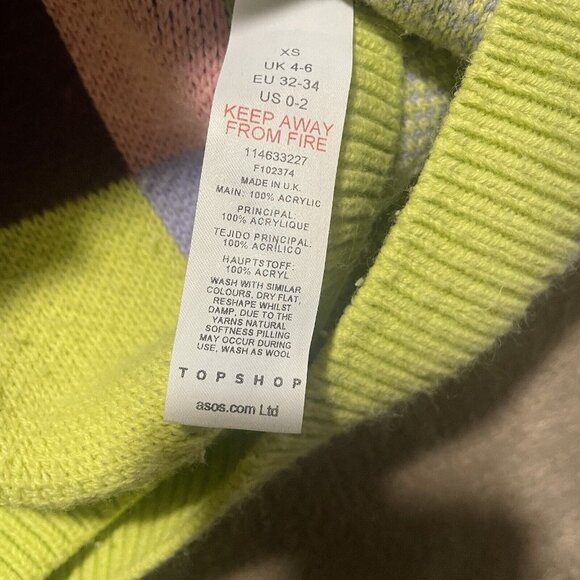 XS
UK 4-6
EU 32-34
US 0-2
KEEP AWAY
FROM FIRE
114633227
F102374
MADE IN U.K.
MAIN: 100% ACRYLIC
PRINCIPAL:
100% ACRYLIQUE
TEJIDO PRINCIPAL:
100% ACRÍLICO
HAUPTSTOFF:
100% ACRYL
WASH WITH SIMILAR
COLOURS, DRY FLAT,
RESHAPE WHILST
DAMP, DUE TO THE
YARNS NATURAL
SOFTNESS PILLING
MAY OCCUR DURING
USE, WASH AS WOOL
TOPSHOP
asos.com Ltd